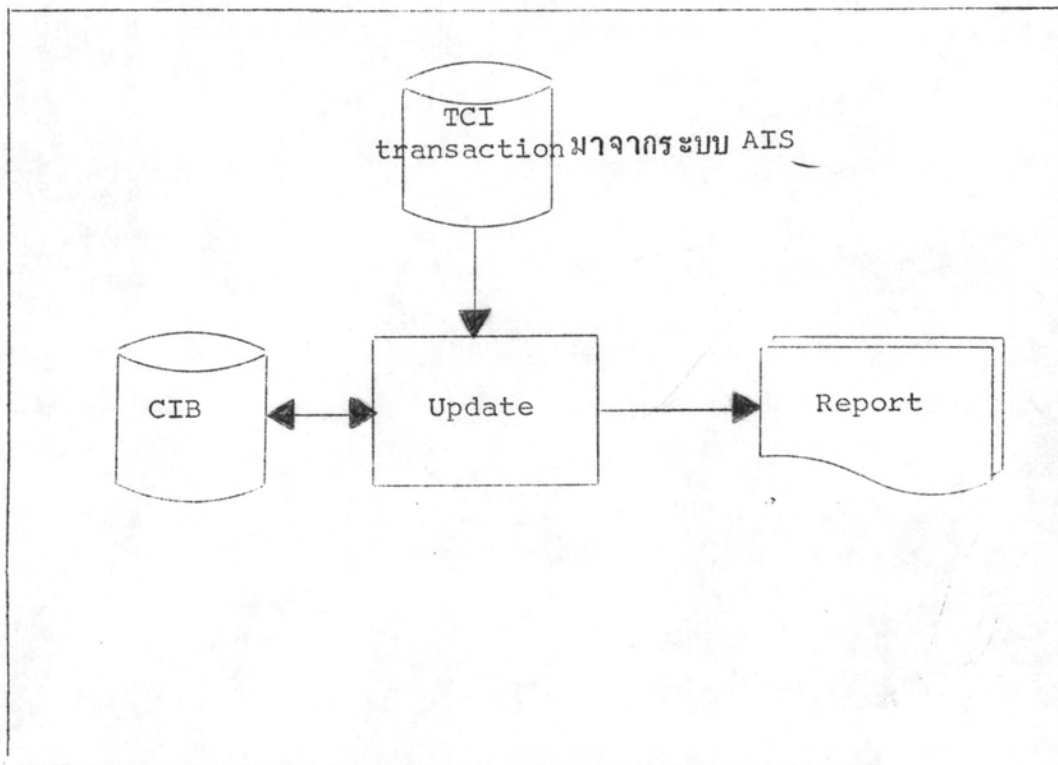 TCI
transaction มาจากระบบ AIS
CIB
Update
Report